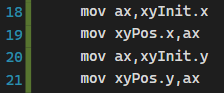 18 mov ax,xyInit.x
19 mov xyPos.x,ax
20 mov ax,xyInit.y
21 mov xyPos.y,ax